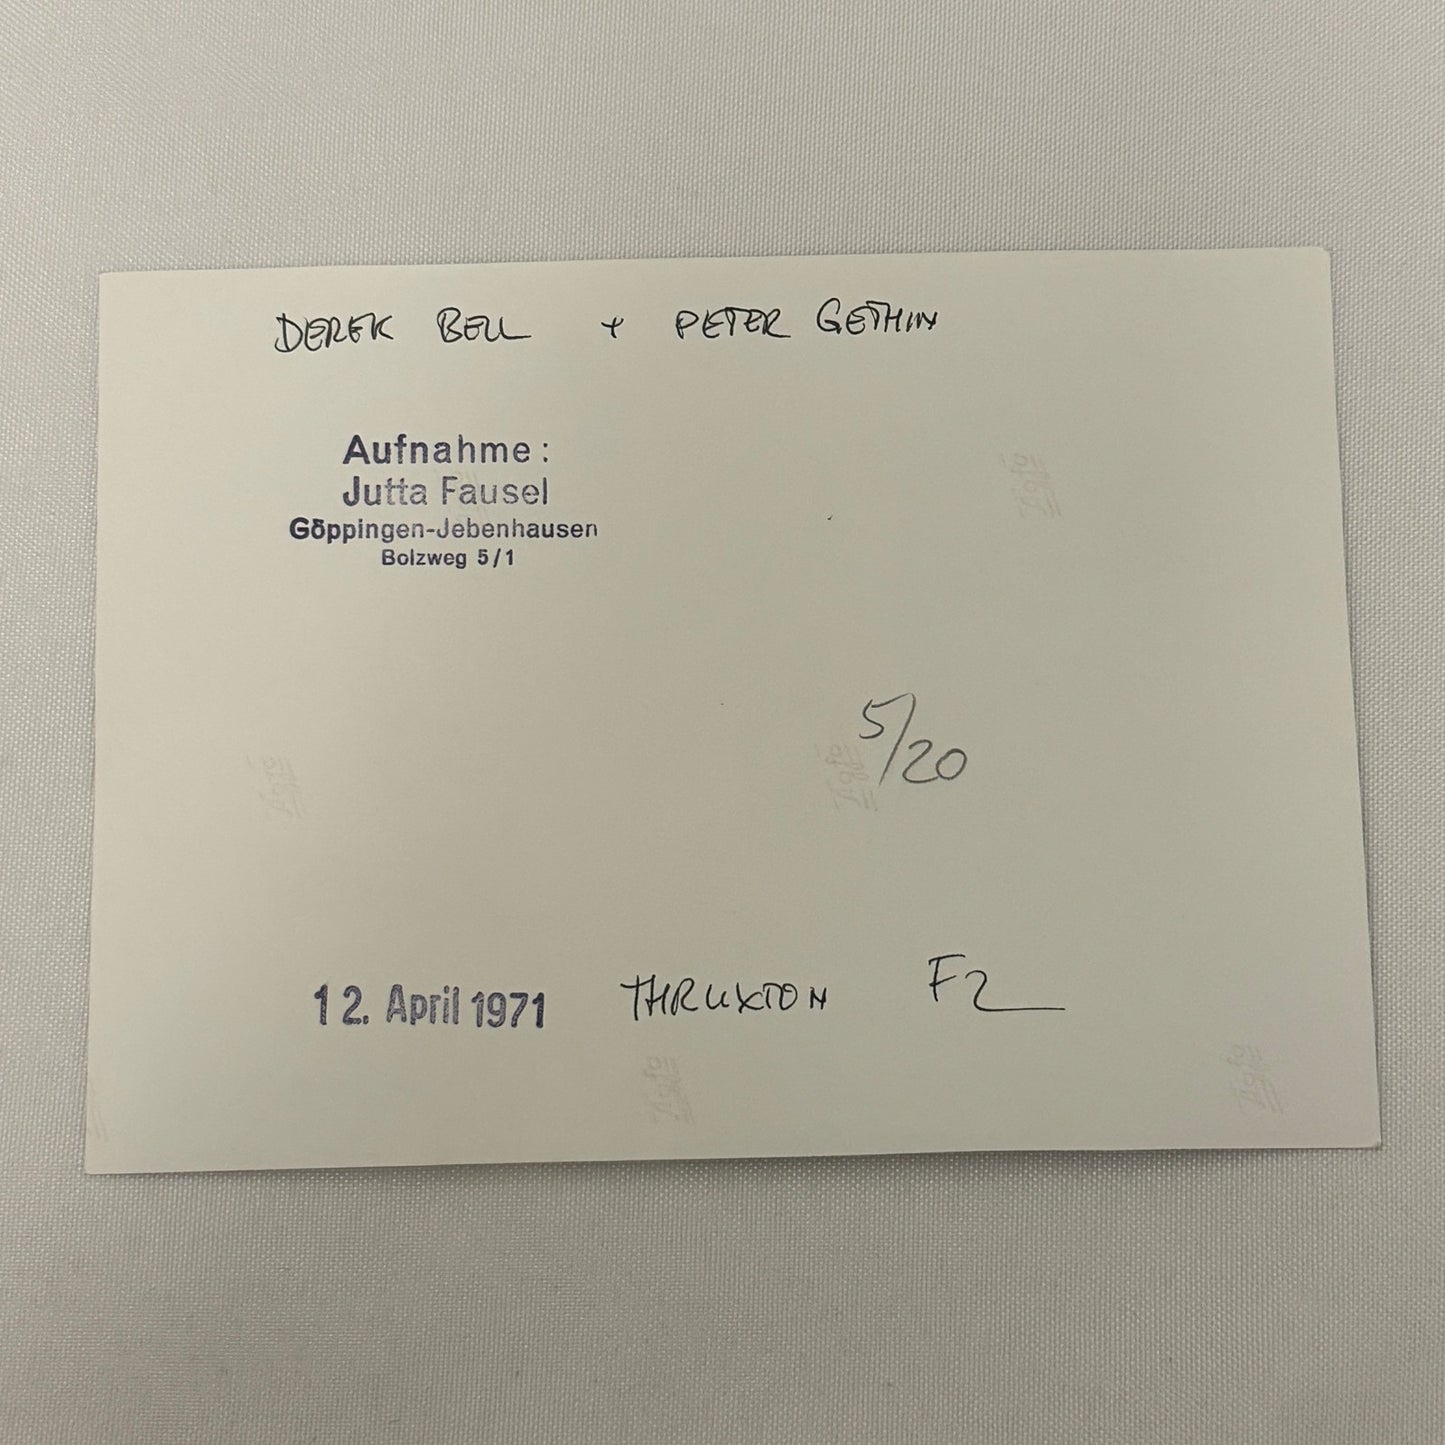 DEREK BELL + PETER GETHIN
Aufnahme:
Jutta Fausel
Göppingen-Jebenhausen
Bolzweg 5/1
5/20
12. April 1971 THRUXTON F2